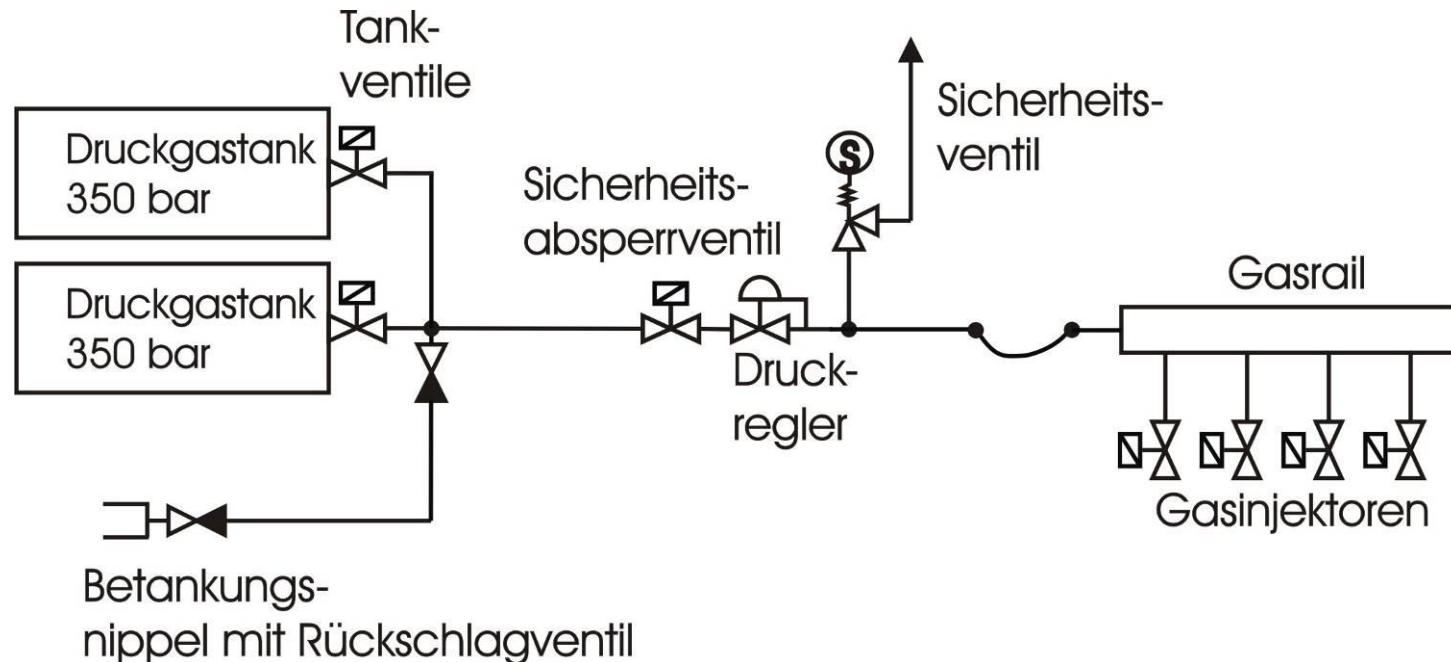 Tank-
ventile
Druckgastank
350 bar
Druckgastank
350 bar
Sicherheits-
absperrventil
S
Sicherheits-
ventil
Druck-
regler
Gasrail
Gasinjektoren
Betankungs-
nippel mit Rückschlagventil